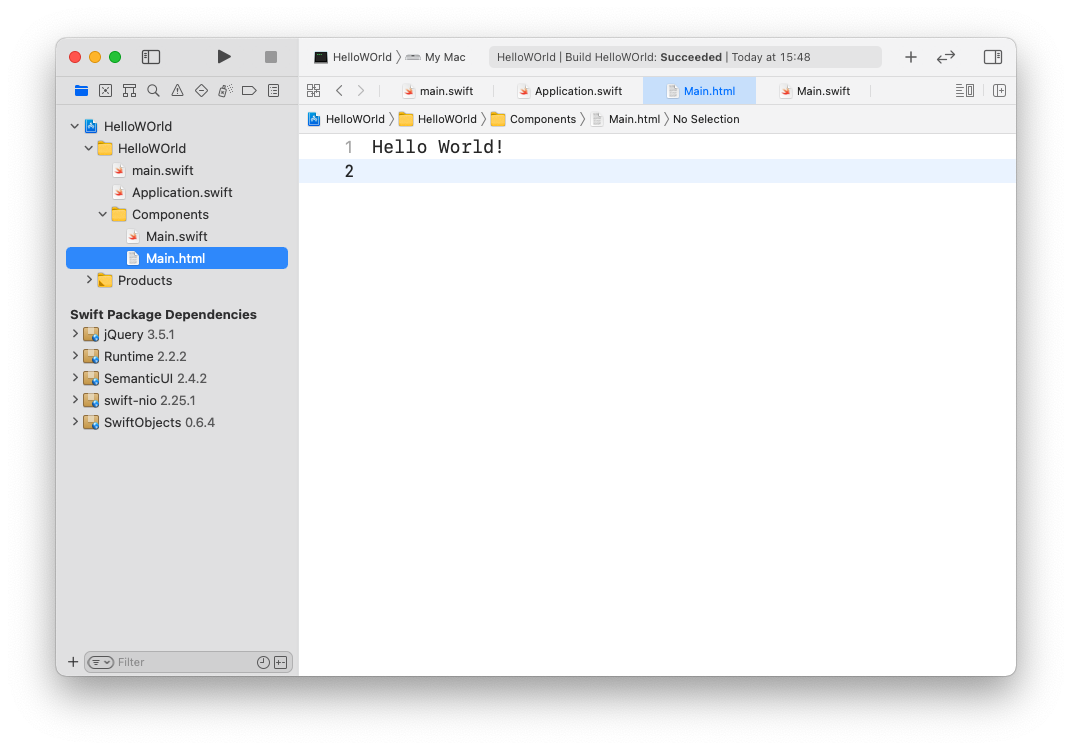 HelloWOrld My Mac HelloWOrld | Build HelloWOrld: Succeeded | Today at 15:48
main.swift Application.swift Main.html Main.swift
HelloWOrld HelloWOrld Components Main.html No Selection
HelloWOrld
HelloWOrld
main.swift
Application.swift
Components
Main.swift
Main.html
Products
Swift Package Dependencies
jQuery 3.5.1
Runtime 2.2.2
SemanticUI 2.4.2
swift-nio 2.25.1
SwiftObjects 0.6.4
Filter
1 Hello World!
2